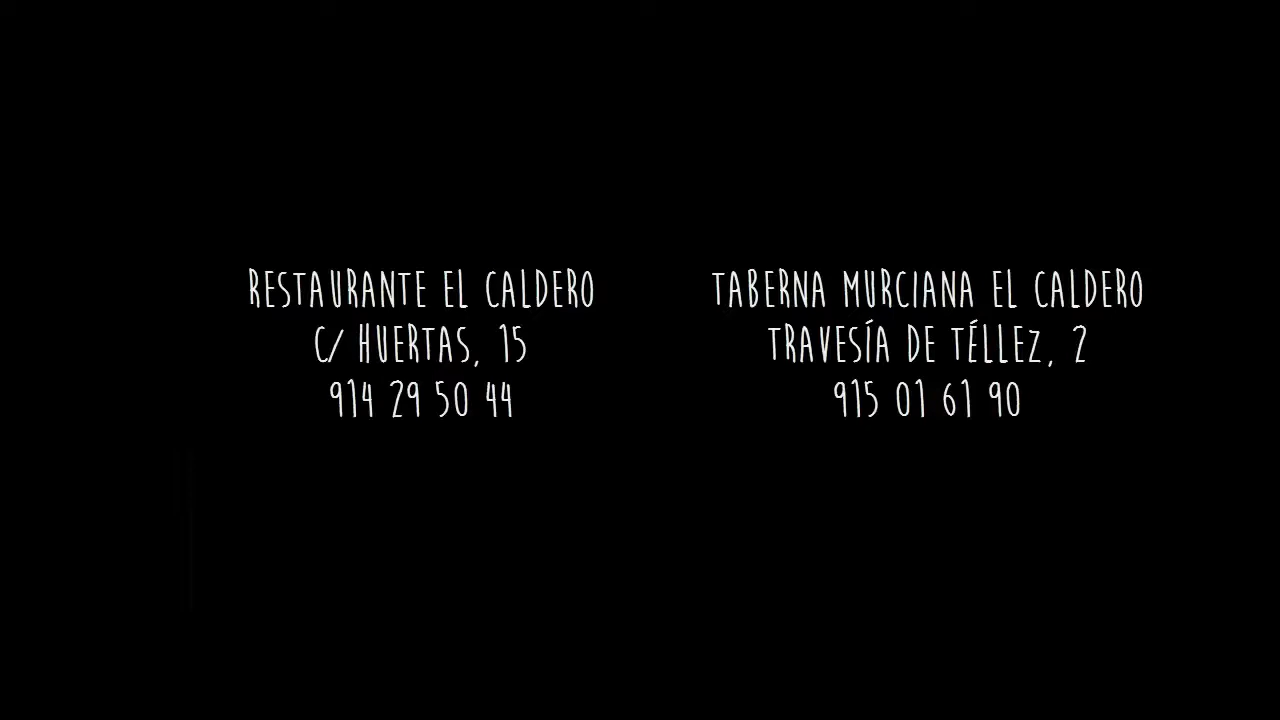 RESTAURANTE EL CALDERO
C/ HUERTAS, 15
914 29 50 44
TABERNA MURCIANA EL CALDERO
TRAVESÍA DE TÉLLEZ, 2
915 01 61 90